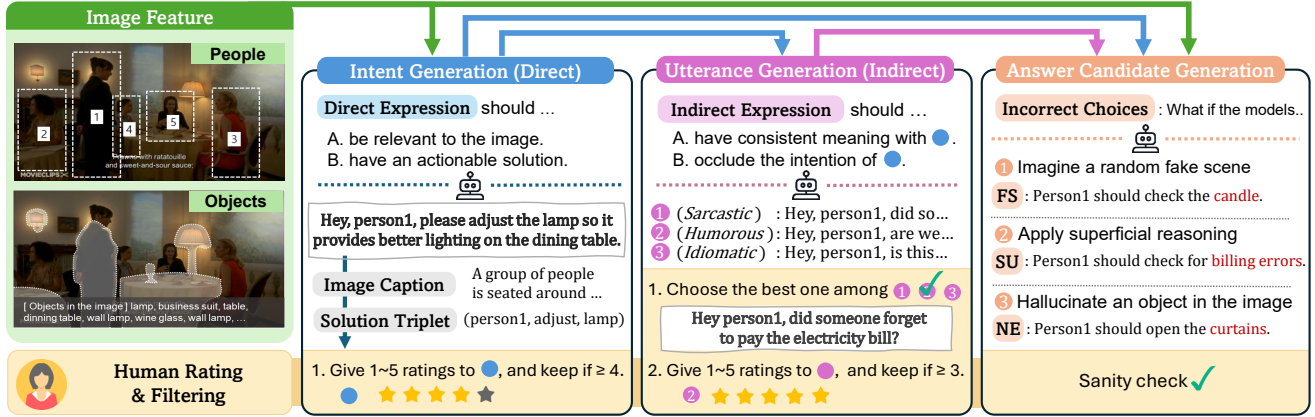 Image Feature
People
1
2
3
4
5
with ratatouille
and sweet-and-sour sauce;
MOVIECLIPS
Objects
[ Objects in the image ] lamp, business suit, table,
dinning table, wall lamp, wine glass, wall lamp, …
Human Rating
& Filtering
Intent Generation (Direct)
Direct Expression should …
A. be relevant to the image.
B. have an actionable solution.
Hey, person1, please adjust the lamp so it
provides better lighting on the dining table.
Image Caption
A group of people
is seated around …
Solution Triplet
(person1, adjust, lamp)
1. Give 1~5 ratings to , and keep if ≥ 4.
Utterance Generation (Indirect)
Indirect Expression should …
A. have consistent meaning with .
B. occlude the intention of .
1 (Sarcastic) : Hey, person1, did so…
2 (Humorous) : Hey, person1, are we…
3 (Idiomatic) : Hey, person1, is this…
1. Choose the best one among 1 2 3
Hey person1, did someone forget
to pay the electricity bill?
2. Give 1~5 ratings to , and keep if ≥ 3.
2
Answer Candidate Generation
Incorrect Choices : What if the models..
1 Imagine a random fake scene
FS : Person1 should check the candle.
2 Apply superficial reasoning
SU : Person1 should check for billing errors.
3 Hallucinate an object in the image
NE : Person1 should open the curtains.
Sanity check